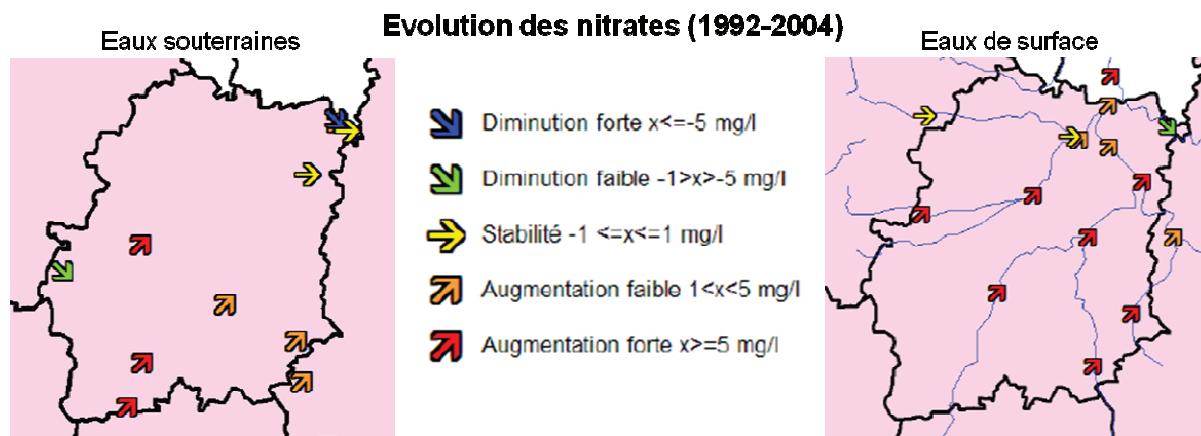 Evolution des nitrates (1992-2004)
Eaux souterraines
Eaux de surface
Diminution forte x<=-5 mg/l
Diminution faible -1>x>-5 mg/l
Stabilité -1 <=x<=1 mg/l
Augmentation faible 1<x<5 mg/l
Augmentation forte x>=5 mg/l